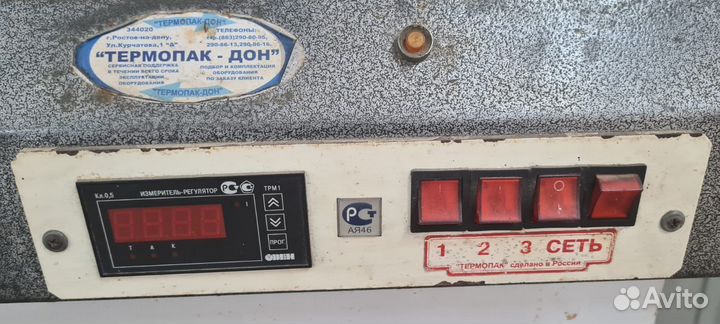 "ТЕРМОПАК-ДОН"
344020
г.Ростов-на-дону,
Ул.Курчатова,1 "Д"
ТЕЛЕФОНЫ:
"ТЕРМОПАК - ДОН"
СЕРВИСНАЯ ПОДДЕРЖКА
В ТЕЧЕНИИ ВСЕГО СРОКА
ЭКСПЛУАТАЦИИ
ОБОРУДОВАНИЯ
ПОДБОР И КОМПЛЕКТАЦИЯ
ОБОРУДОВАНИЯ
ПО ЗАКАЗУ КЛИЕНТА
"ТЕРМОПАК-ДОН"
Кл.0,5
ИЗМЕРИТЕЛЬ-РЕГУЛЯТОР
ТРМ1
Т А К
ПРОГ
ОВЕН
АЯ46
1 2 3 СЕТЬ
"ТЕРМОПАК" сделано в России
Avito